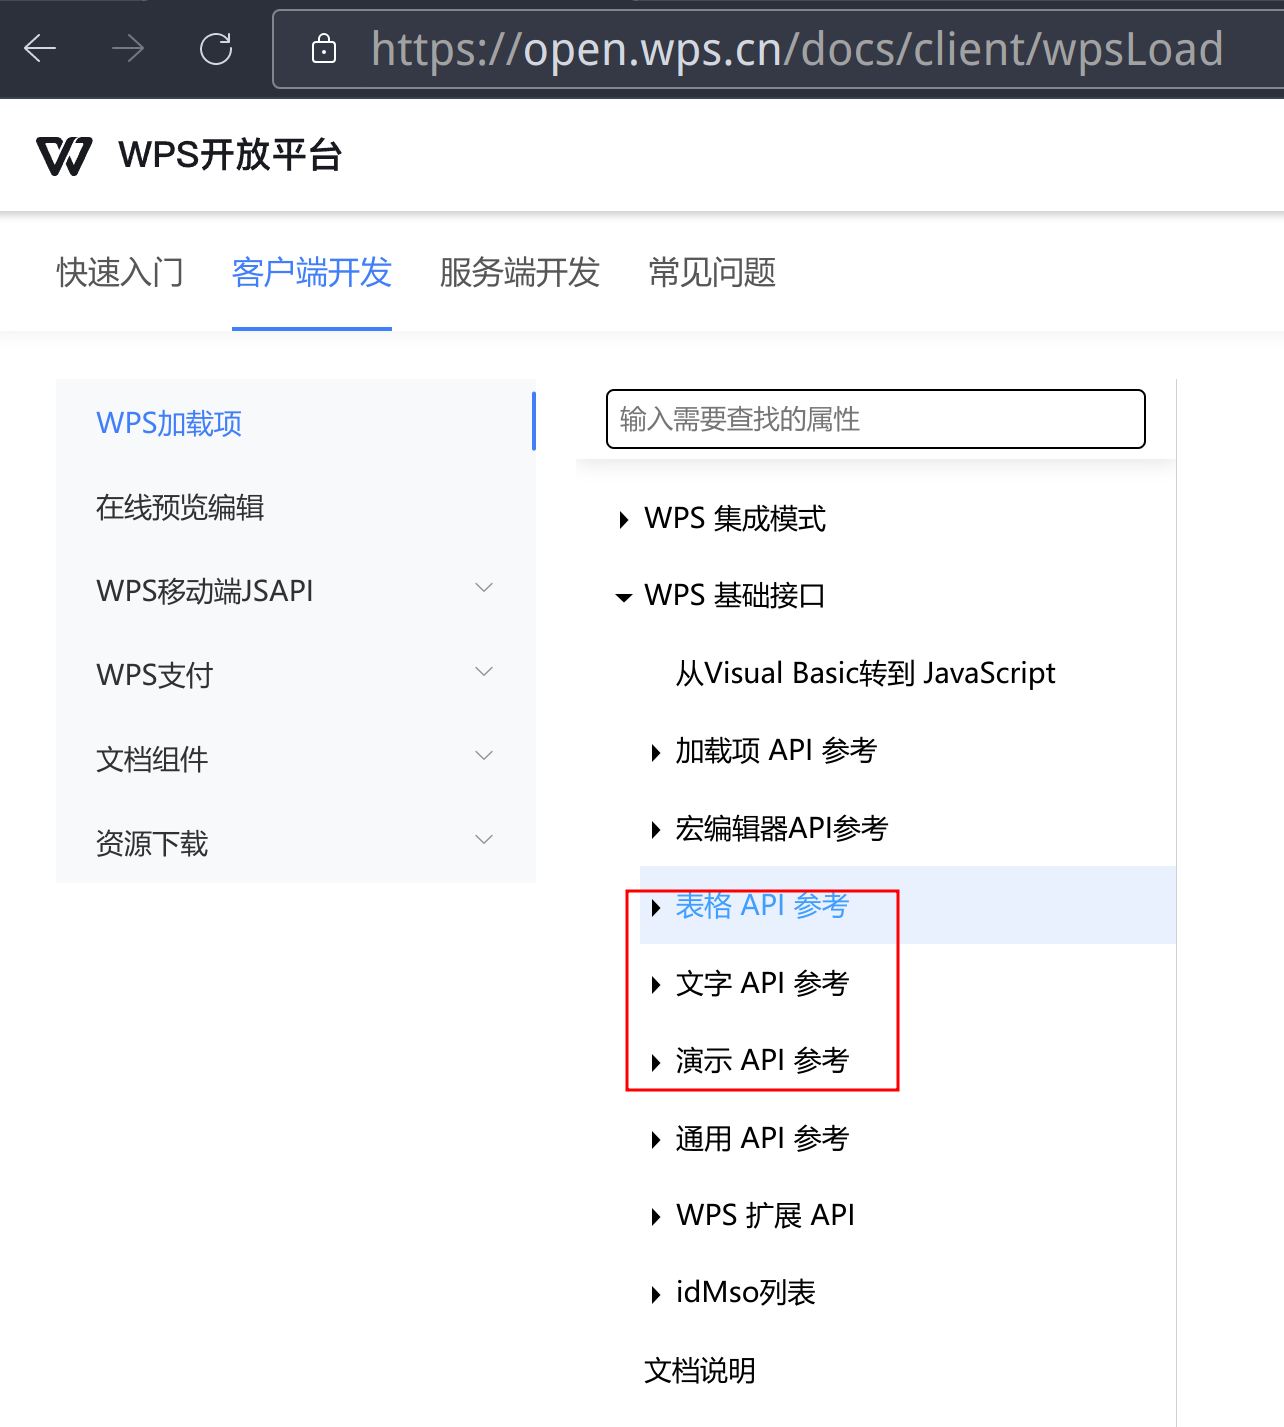 https://open.wps.cn/docs/client/wpsLoad
WPS开放平台
快速入门 客户端开发 服务端开发 常见问题
WPS加载项
在线预览编辑
WPS移动端JSAPI
WPS支付
文档组件
资源下载
输入需要查找的属性
WPS 集成模式
WPS 基础接口
从Visual Basic转到 JavaScript
加载项 API 参考
宏编辑器API参考
表格 API 参考
文字 API 参考
演示 API 参考
通用 API 参考
WPS 扩展 API
idMso列表
文档说明